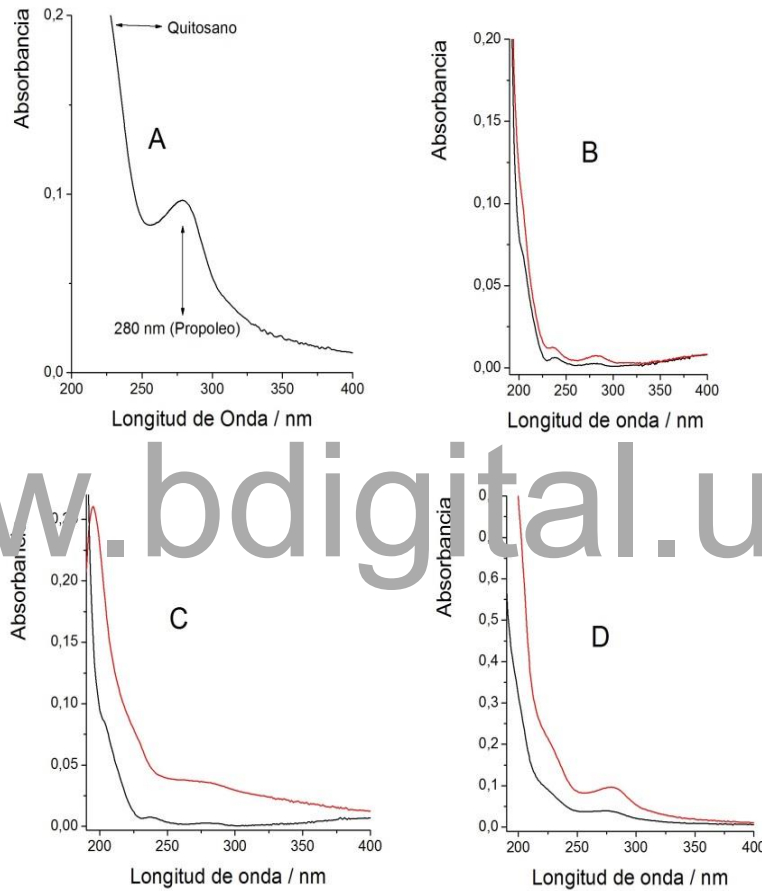 Absorbancia
0,2
0,1
0,0
Quitosano
A
280 nm (Propoleo)
200 250 300 350 400
Longitud de Onda / nm
Absorbancia
0,20
0,15
0,10
0,05
0,00
B
200 250 300 350 400
Longitud de onda / nm
w.bdigital.u
Absorbancia
0,20
0,15
0,10
0,05
0,00
C
200 250 300 350 400
Longitud de onda / nm
Absorbancia
0,6
0,5
0,4
0,3
0,2
0,1
0,0
D
200 250 300 350 400
Longitud de onda / nm